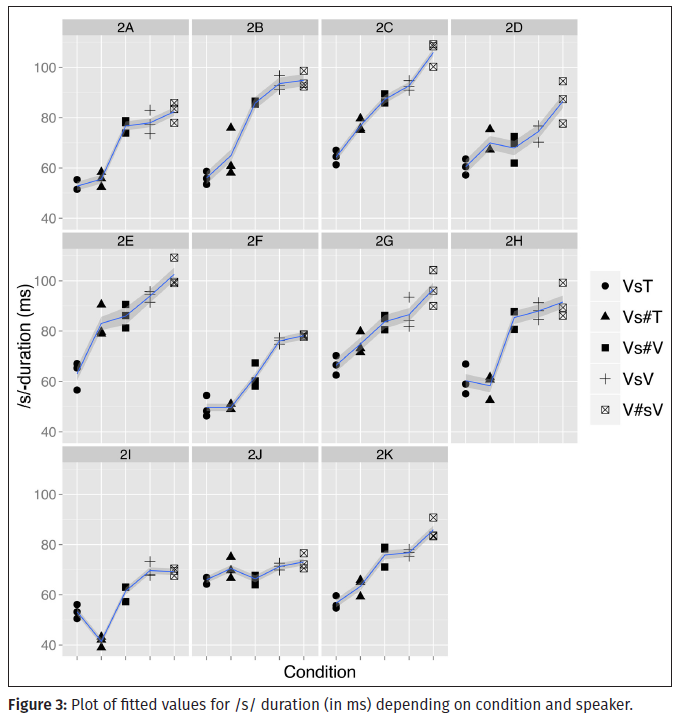 2A 2B 2C 2D
100
80
60
40
2E 2F 2G 2H
100
80
60
40
2I 2J 2K
100
80
60
40
/s/-duration (ms)
Condition
VsT
Vs#T
Vs#V
VsV
V#sV
Figure 3: Plot of fitted values for /s/ duration (in ms) depending on condition and speaker.